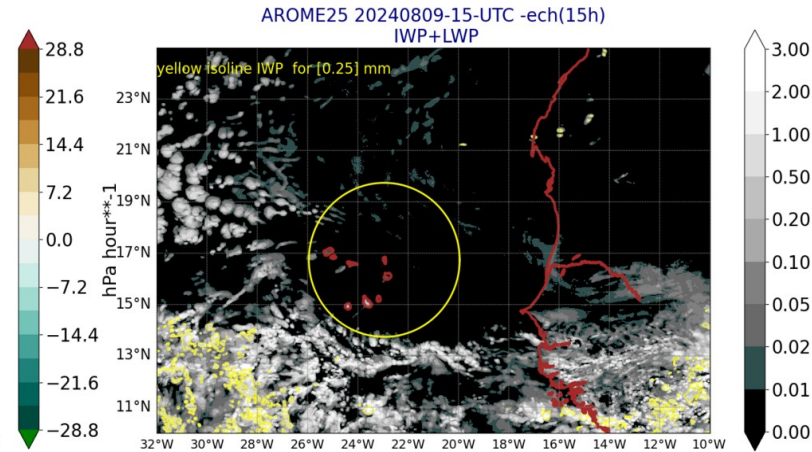 AROME25 20240809-15-UTC -ech(15h)
IWP+LWP
yellow isoline IWP  for [0.25] mm
28.8
21.6
14.4
7.2
0.0
−7.2
−14.4
−21.6
−28.8
hPa hour**-1
23°N
21°N
19°N
17°N
15°N
13°N
11°N
32°W 30°W 28°W 26°W 24°W 22°W 20°W 18°W 16°W 14°W 12°W 10°W
3.00
2.00
1.00
0.50
0.20
0.10
0.05
0.02
0.01
0.00